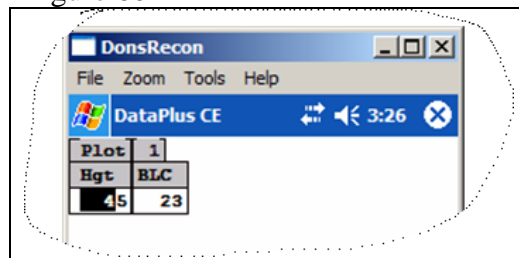 DonsRecon
File Zoom Tools Help
DataPlus CE 3:26
Plot 1
Hgt BLC
45 23